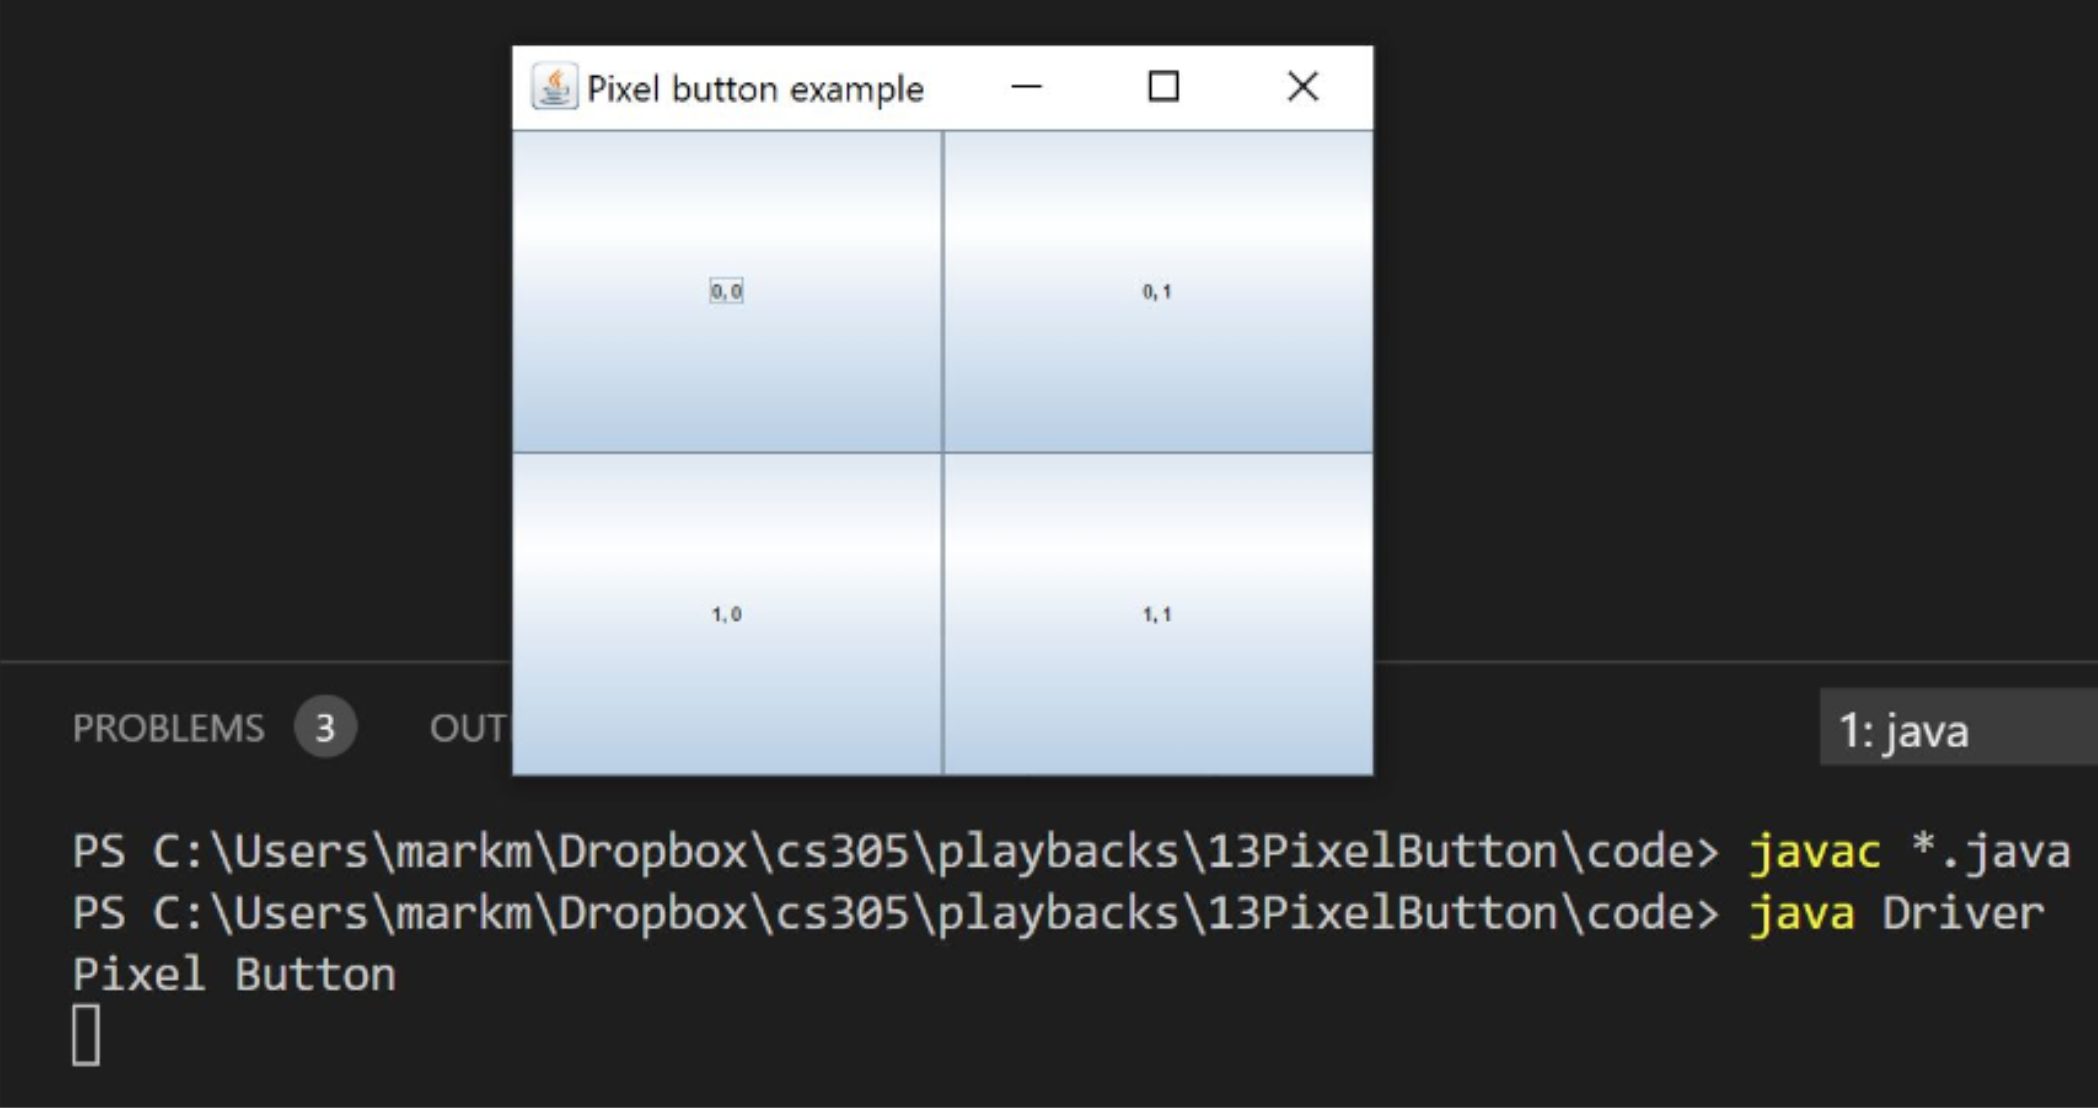 Pixel button example
0, 0
0, 1
1, 0
1, 1
PROBLEMS 3 OUT
1: java
PS C:\Users\markm\Dropbox\cs305\playbacks\13PixelButton\code> javac *.java
PS C:\Users\markm\Dropbox\cs305\playbacks\13PixelButton\code> java Driver
Pixel Button